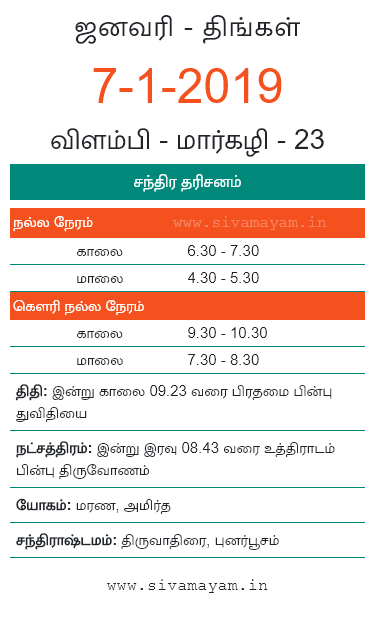 ஜனவரி - திங்கள்
7-1-2019
விளம்பி - மார்கழி - 23
சந்திர தரிசனம்
நல்ல நேரம் www.sivamayam.in
காலை 6.30 - 7.30
மாலை 4.30 - 5.30
கௌரி நல்ல நேரம்
காலை 9.30 - 10.30
மாலை 7.30 - 8.30
திதி: இன்று காலை 09.23 வரை பிரதமை பின்பு
துவிதியை
நட்சத்திரம்: இன்று இரவு 08.43 வரை உத்திராடம்
பின்பு திருவோணம்
யோகம்: மரண, அமிர்த
சந்திராஷ்டமம்: திருவாதிரை, புனர்பூசம்
www.sivamayam.in